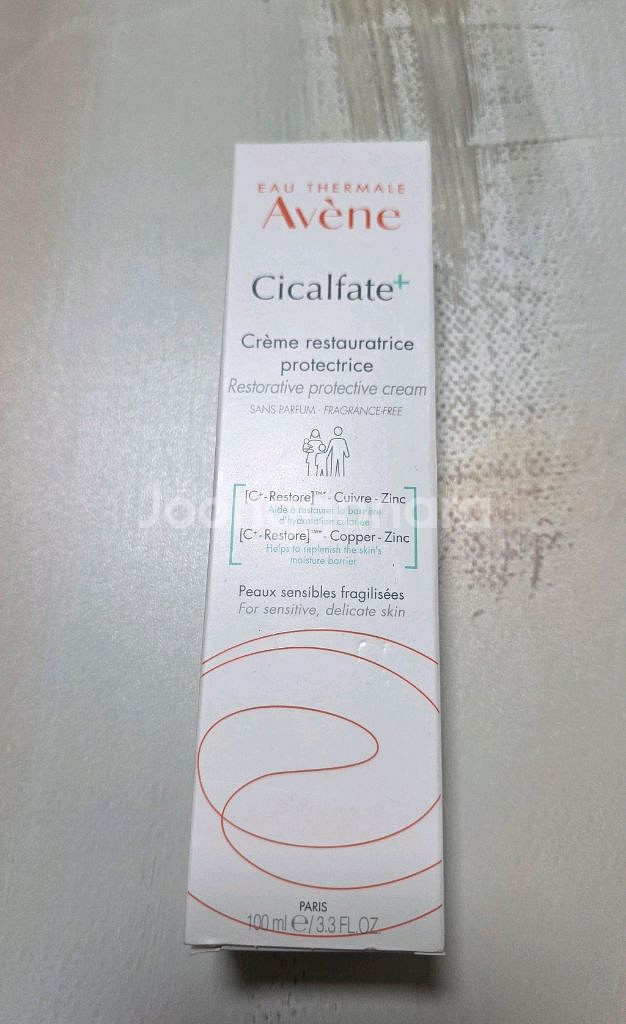 EAU THERMALE
Avène
Cicalfate+
Crème restauratrice
protectrice
Restorative protective cream
SANS PARFUM - FRAGRANCE-FREE
[C+-Restore]™* - Cuivre - Zinc
Aide à restaurer la barrière
d'hydratation cutanée
[C+-Restore]™* - Copper - Zinc
Helps to replenish the skin's
moisture barrier
Peaux sensibles fragilisées
For sensitive, delicate skin
PARIS
100 ml e/3.3 FL.OZ.